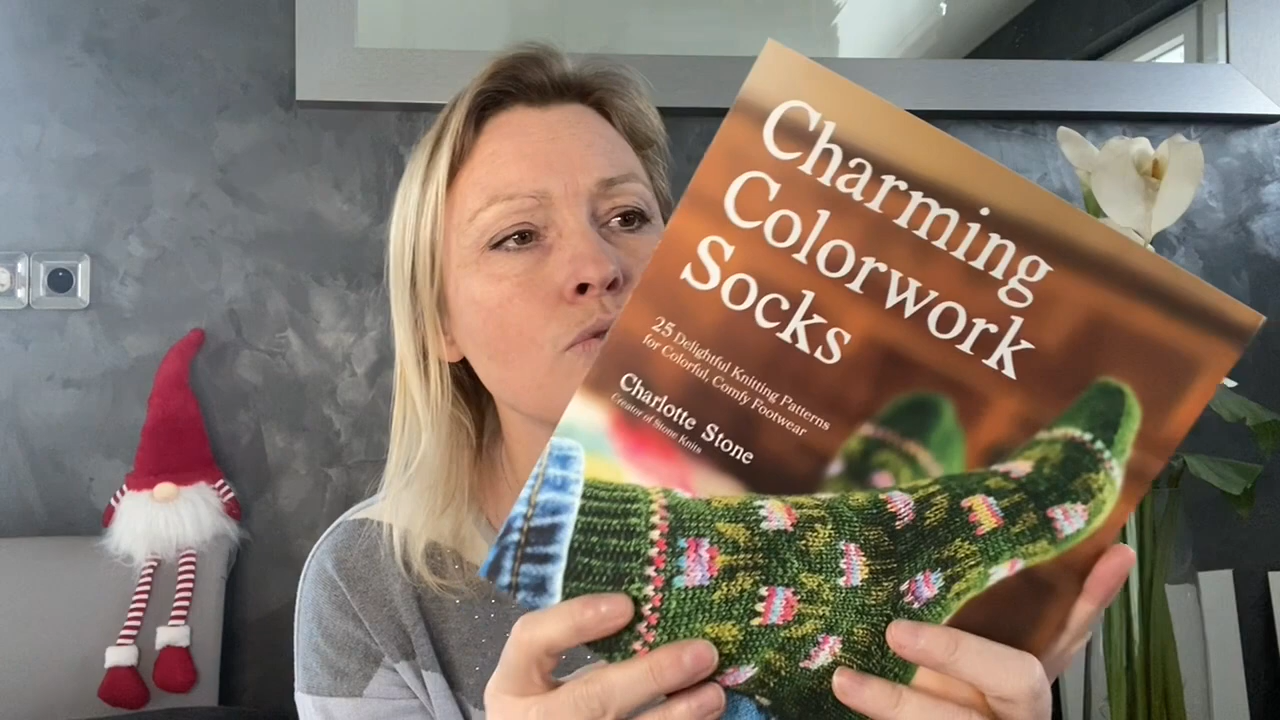 Charming
Colorwork
Socks
25 Delightful Knitting Patterns
for Colorful, Comfy Footwear
Charlotte Stone
Creator of Stone Knits